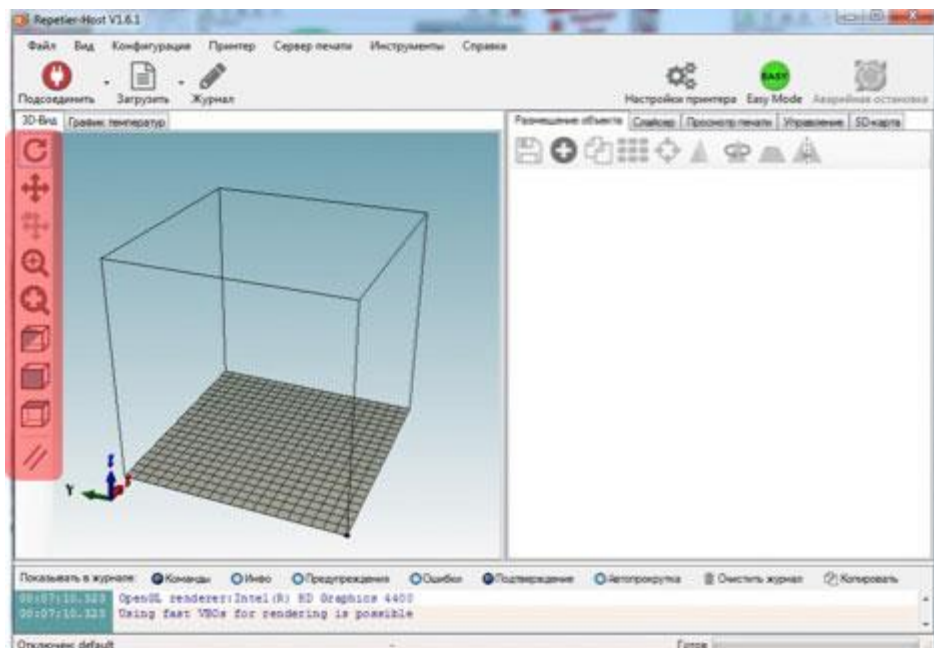 Repetier-Host V1.6.1
Файл Вид Конфигурация Принтер Сервер печати Инструменты Справка
Подсоединить Загрузить Журнал Настройки принтера EASY Easy Mode Аварийная остановка
3D-Вид График температур Размещение объекта Слайсер Просмотр печати Управление SD-карта
Y
Показывать в журнале: Команды Инфо Предупреждения Ошибки Подтверждение Автопрокрутка Очистить журнал Копировать
00:07:10.323 OpenGL renderer:Intel(R) HD Graphics 4400
00:07:10.323 Using fast VBOs for rendering is possible
Отключен: default - Готов